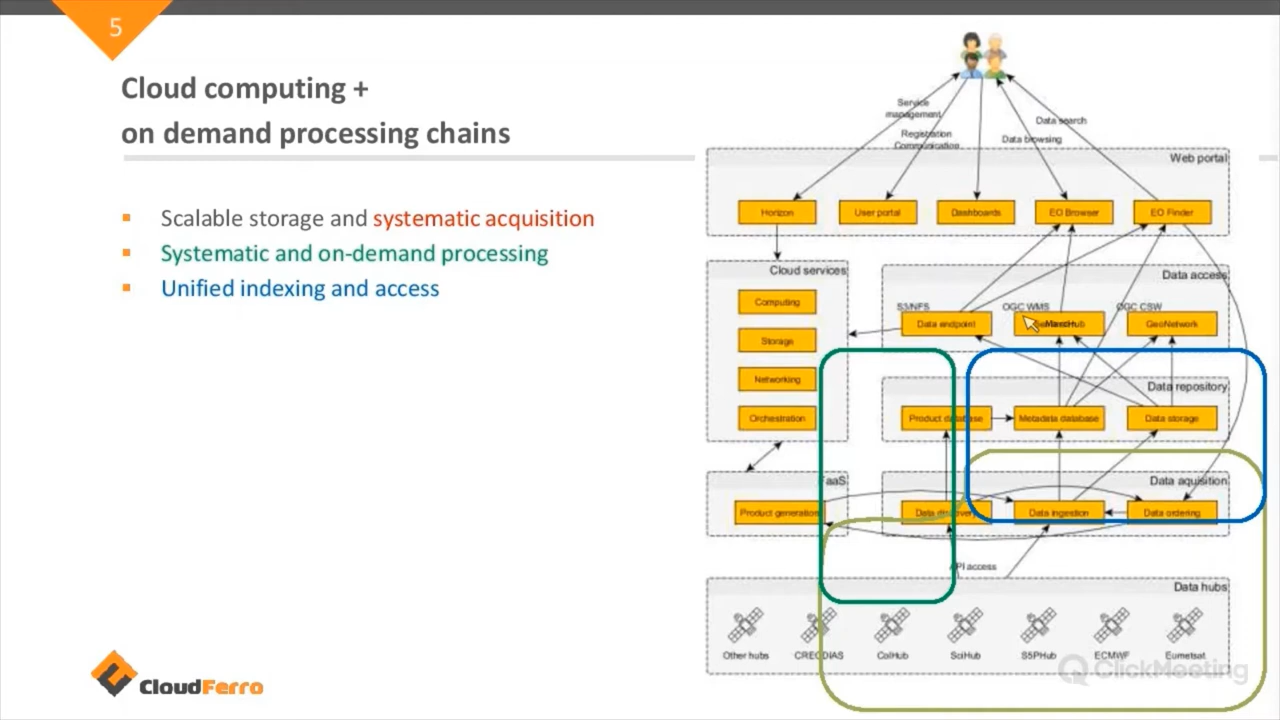 5
Cloud computing +
on demand processing chains
Scalable storage and systematic acquisition
Systematic and on-demand processing
Unified indexing and access
Service
management
Registration
Communication
Data browsing
Data search
Web portal
Horizon
User portal
Dashboards
EO Browser
EO Finder
Cloud services
Computing
Storage
Networking
Orchestration
Data access
S3/NFS
OGC WMS
OGC CSW
Data endpoint
GeoNetwork
Data repository
Product database
Metadata database
Data storage
aaS
Product generation
Data aquisition
Data discovery
Data ingestion
Data ordering
API access
Data hubs
Other hubs
CREODIAS
ColHub
SciHub
S5PHub
ECMWF
Eumetsat
CloudFerro
ClickMeeting